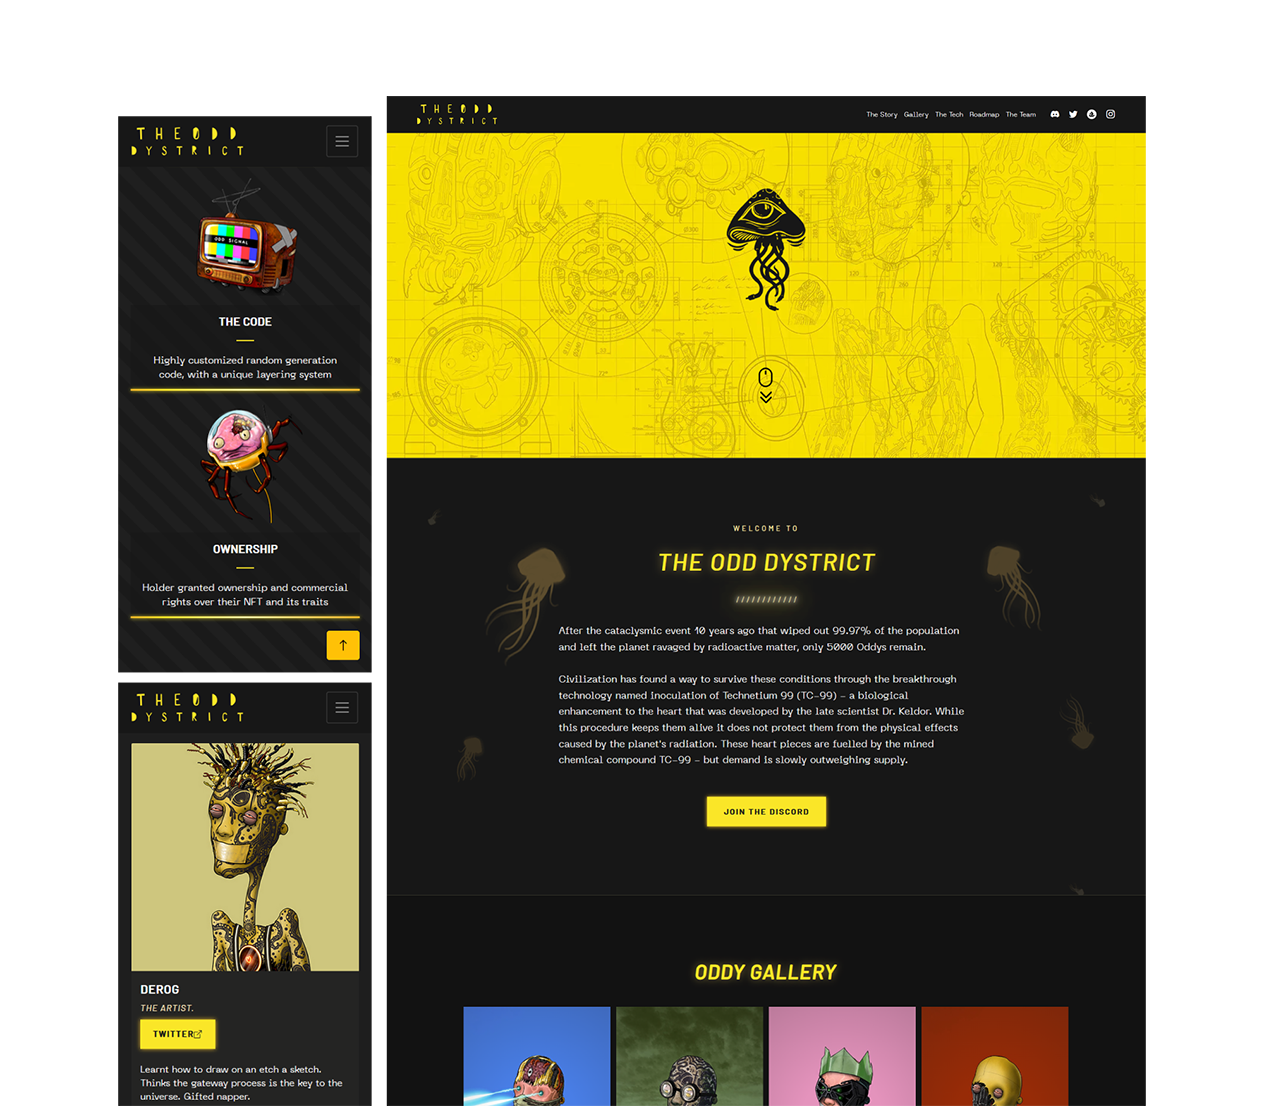 THE ODD
DYSTRICT
ODD SIGNAL
THE CODE
Highly customized random generation
code, with a unique layering system
OWNERSHIP
Holder granted ownership and commercial
rights over their NFT and its traits
THE ODD
DYSTRICT
DEROG
THE ARTIST.
TWITTER
Learnt how to draw on an etch a sketch.
Thinks the gateway process is the key to the
universe. Gifted napper.
THE ODD
DYSTRICT
The Story Gallery The Tech Roadmap The Team
WELCOME TO
THE ODD DYSTRICT
////////////
After the cataclysmic event 10 years ago that wiped out 99.97% of the population
and left the planet ravaged by radioactive matter, only 5000 Oddys remain.
Civilization has found a way to survive these conditions through the breakthrough
technology named inoculation of Technetium 99 (TC-99) – a biological
enhancement to the heart that was developed by the late scientist Dr. Keldor. While
this procedure keeps them alive it does not protect them from the physical effects
caused by the planet's radiation. These heart pieces are fuelled by the mined
chemical compound TC-99 – but demand is slowly outweighing supply.
JOIN THE DISCORD
ODDY GALLERY